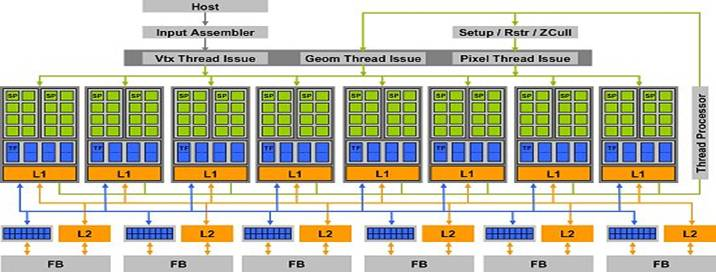 Host
Input Assembler
Setup / Rstr / ZCull
Vtx Thread Issue
Geom Thread Issue
Pixel Thread Issue
SP SP SP SP SP SP SP SP SP SP SP SP SP SP SP SP
TF TF TF TF TF TF TF TF
L1 L1 L1 L1 L1 L1 L1 L1
Thread Processor
L2 L2 L2 L2 L2 L2
FB FB FB FB FB FB